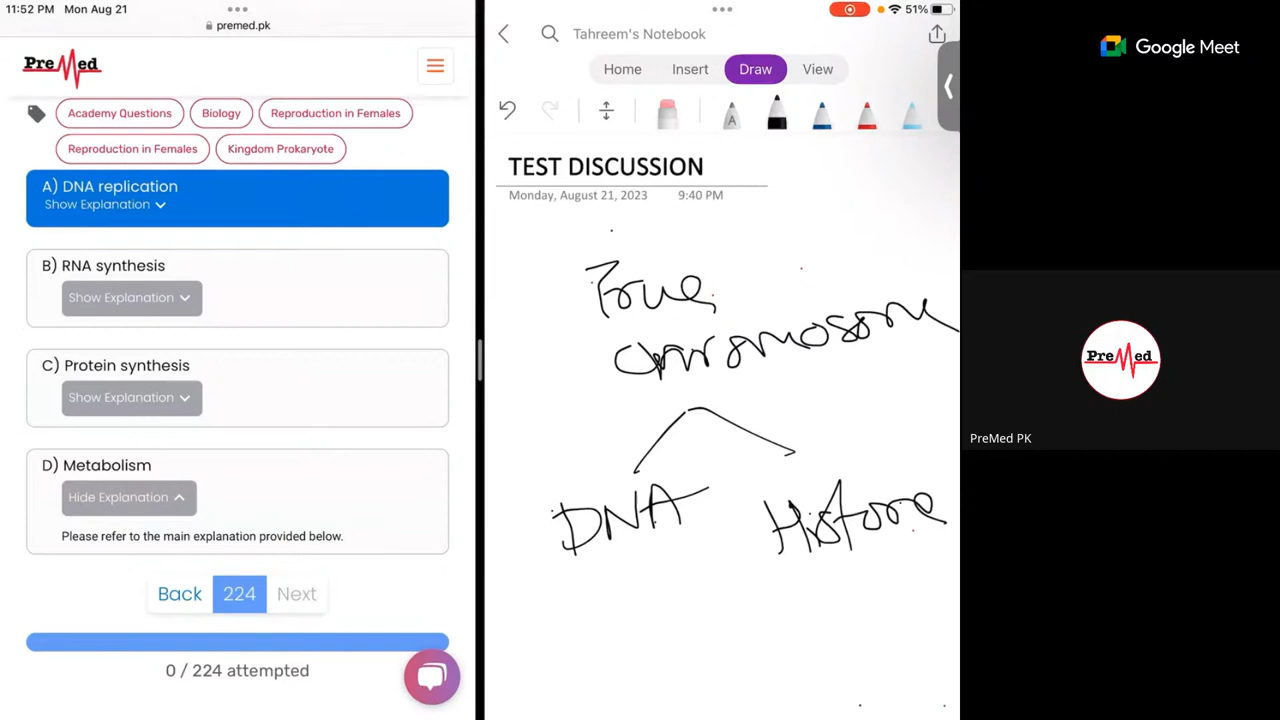 11:52 PM Mon Aug 21
premed.pk
PreMed
Academy Questions
Biology
Reproduction in Females
Reproduction in Females
Kingdom Prokaryote
A) DNA replication
Show Explanation
B) RNA synthesis
Show Explanation
C) Protein synthesis
Show Explanation
D) Metabolism
Hide Explanation
Please refer to the main explanation provided below.
Back 224 Next
0 / 224 attempted
51%
Tahreem's Notebook
Home Insert Draw View
A
TEST DISCUSSION
Monday, August 21, 2023 9:40 PM
True
chromosome
DNA Histone
Google Meet
PreMed
PreMed PK